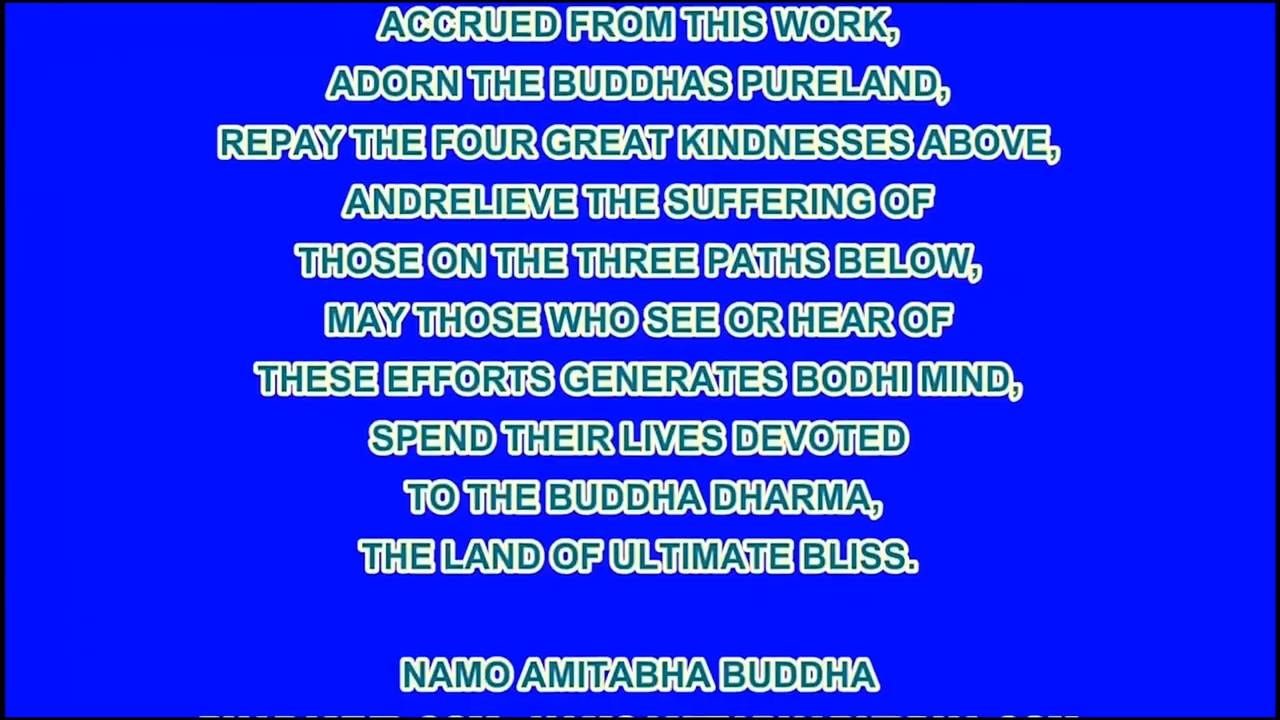 ACCRUED FROM THIS WORK,
ADORN THE BUDDHAS PURELAND,
REPAY THE FOUR GREAT KINDNESSES ABOVE,
ANDRELIEVE THE SUFFERING OF
THOSE ON THE THREE PATHS BELOW,
MAY THOSE WHO SEE OR HEAR OF
THESE EFFORTS GENERATES BODHI MIND,
SPEND THEIR LIVES DEVOTED
TO THE BUDDHA DHARMA,
THE LAND OF ULTIMATE BLISS.
NAMO AMITABHA BUDDHA